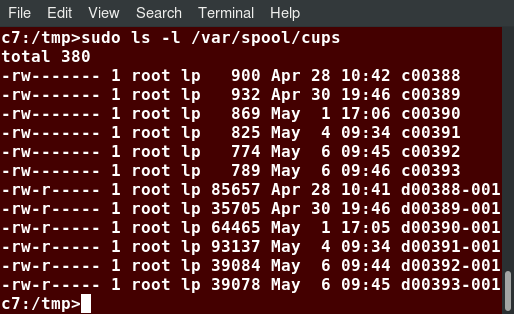 File Edit View Search Terminal Help
c7:/tmp>sudo ls -l /var/spool/cups
total 380
-rw------- 1 root lp   900 Apr 28 10:42 c00388
-rw------- 1 root lp   932 Apr 30 19:46 c00389
-rw------- 1 root lp   869 May  1 17:06 c00390
-rw------- 1 root lp   825 May  4 09:34 c00391
-rw------- 1 root lp   774 May  6 09:45 c00392
-rw------- 1 root lp   789 May  6 09:46 c00393
-rw-r----- 1 root lp 85657 Apr 28 10:41 d00388-001
-rw-r----- 1 root lp 35705 Apr 30 19:46 d00389-001
-rw-r----- 1 root lp 64465 May  1 17:05 d00390-001
-rw-r----- 1 root lp 93137 May  4 09:34 d00391-001
-rw-r----- 1 root lp 39084 May  6 09:44 d00392-001
-rw-r----- 1 root lp 39078 May  6 09:45 d00393-001
c7:/tmp>